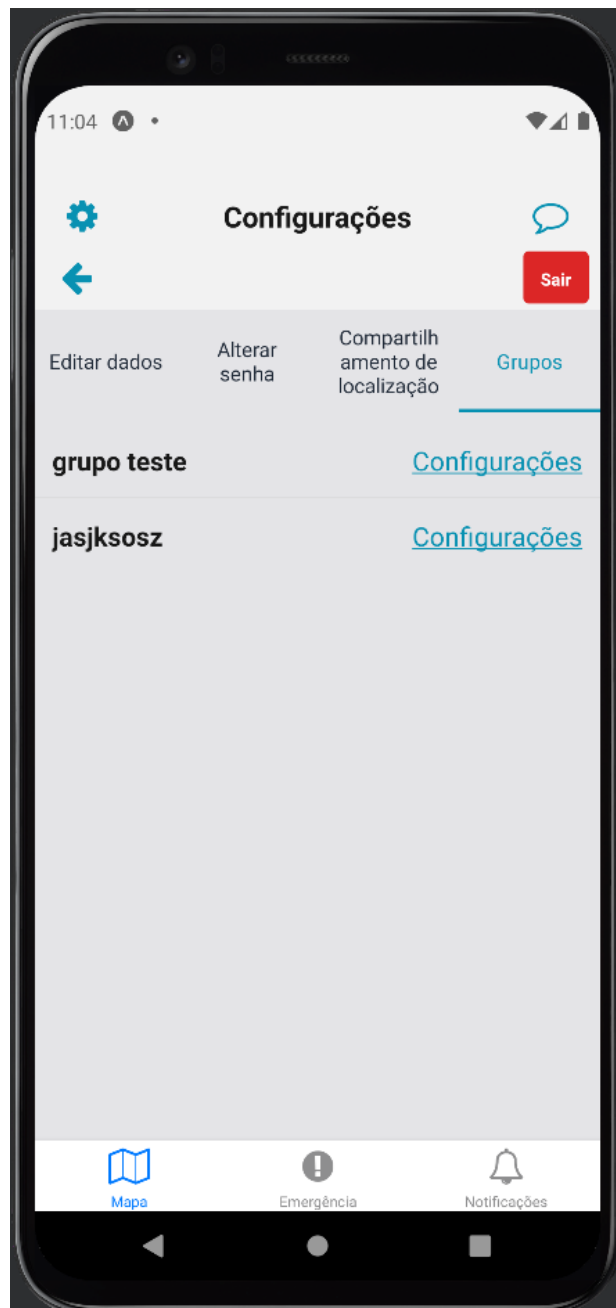 11:04
Configurações
Sair
Editar dados
Alterar
senha
Compartilh
amento de
localização
Grupos
grupo teste
Configurações
jasjksosz
Configurações
Mapa
Emergência
Notificações